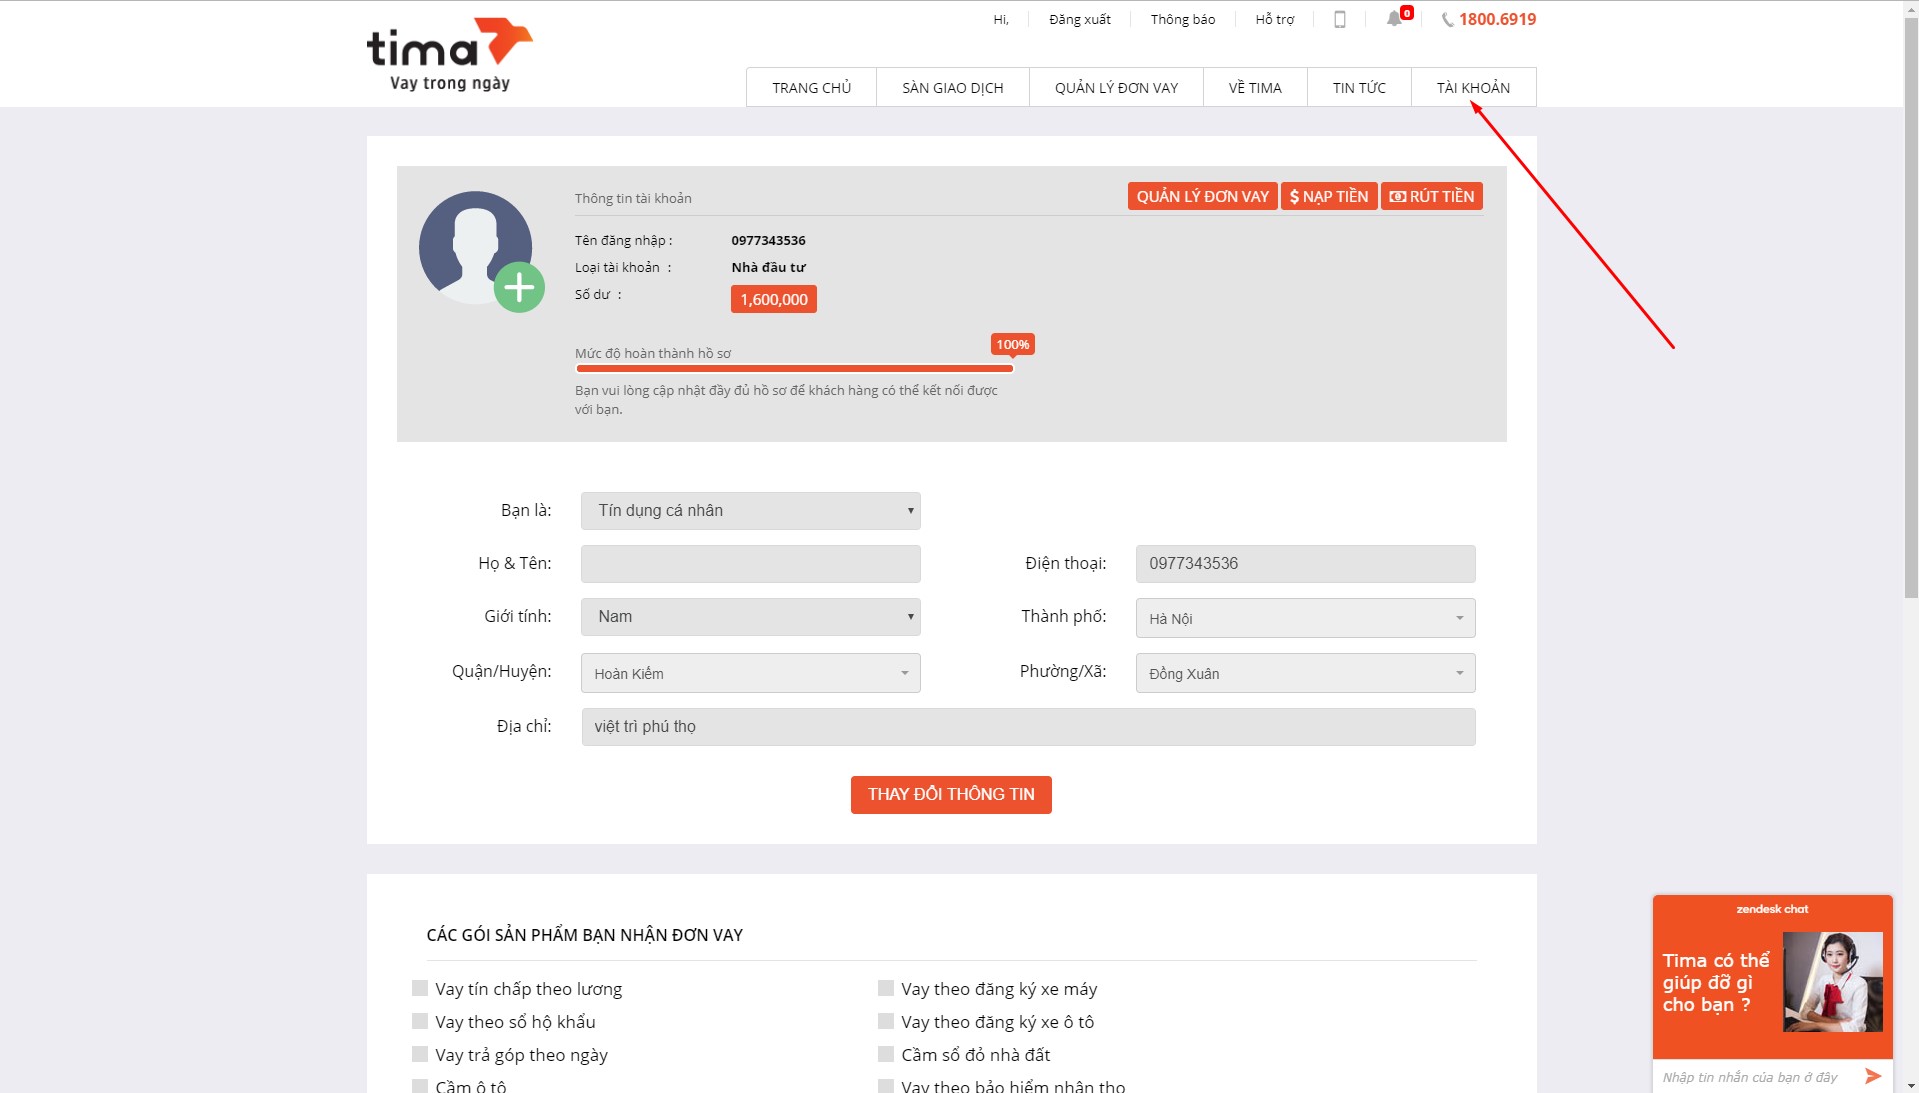 Hi,
Đăng xuất
Thông báo
Hỗ trợ
0
1800.6919
tima
Vay trong ngày
TRANG CHỦ
SÀN GIAO DỊCH
QUẢN LÝ ĐƠN VAY
VỀ TIMA
TIN TỨC
TÀI KHOẢN
Thông tin tài khoản
QUẢN LÝ ĐƠN VAY
$ NẠP TIỀN
RÚT TIỀN
Tên đăng nhập : 0977343536
Loại tài khoản : Nhà đầu tư
Số dư : 1,600,000
100%
Mức độ hoàn thành hồ sơ
Bạn vui lòng cập nhật đầy đủ hồ sơ để khách hàng có thể kết nối được
với bạn.
Bạn là: Tín dụng cá nhân
Họ & Tên:
Điện thoại: 0977343536
Giới tính: Nam
Thành phố: Hà Nội
Quận/Huyện: Hoàn Kiếm
Phường/Xã: Đồng Xuân
Địa chỉ: việt trì phú thọ
THAY ĐỔI THÔNG TIN
CÁC GÓI SẢN PHẨM BẠN NHẬN ĐƠN VAY
Vay tín chấp theo lương
Vay theo đăng ký xe máy
Vay theo sổ hộ khẩu
Vay theo đăng ký xe ô tô
Vay trả góp theo ngày
Cầm sổ đỏ nhà đất
Cầm ô tô
Vay theo bảo hiểm nhân thọ
zendesk chat
Tima có thể
giúp đỡ gì
cho bạn ?
Nhập tin nhắn của bạn ở đây